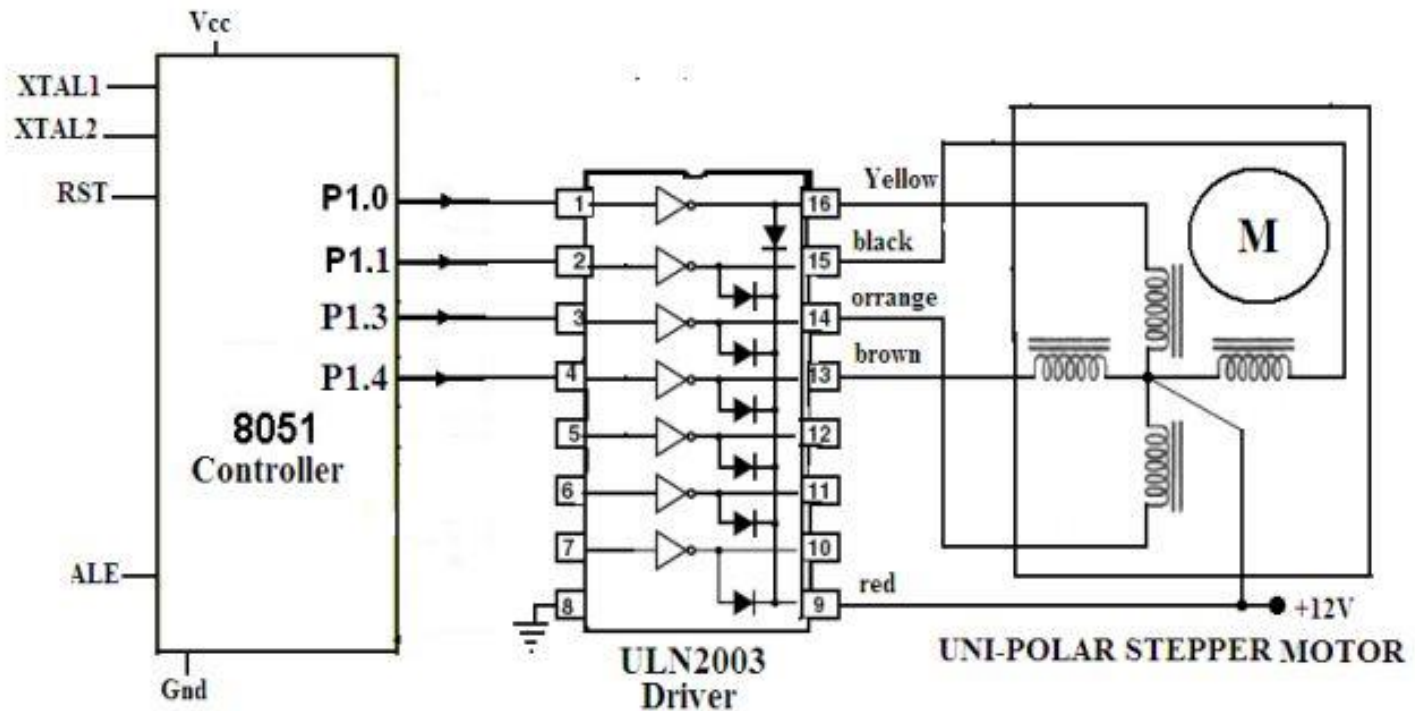 Vcc
XTAL1
XTAL2
RST
P1.0
P1.1
P1.3
P1.4
8051
Controller
ALE
Gnd
1
2
3
4
5
6
7
8
16
15
14
13
12
11
10
9
ULN2003
Driver
Yellow
black
orrange
brown
red
M
+12V
UNI-POLAR STEPPER MOTOR